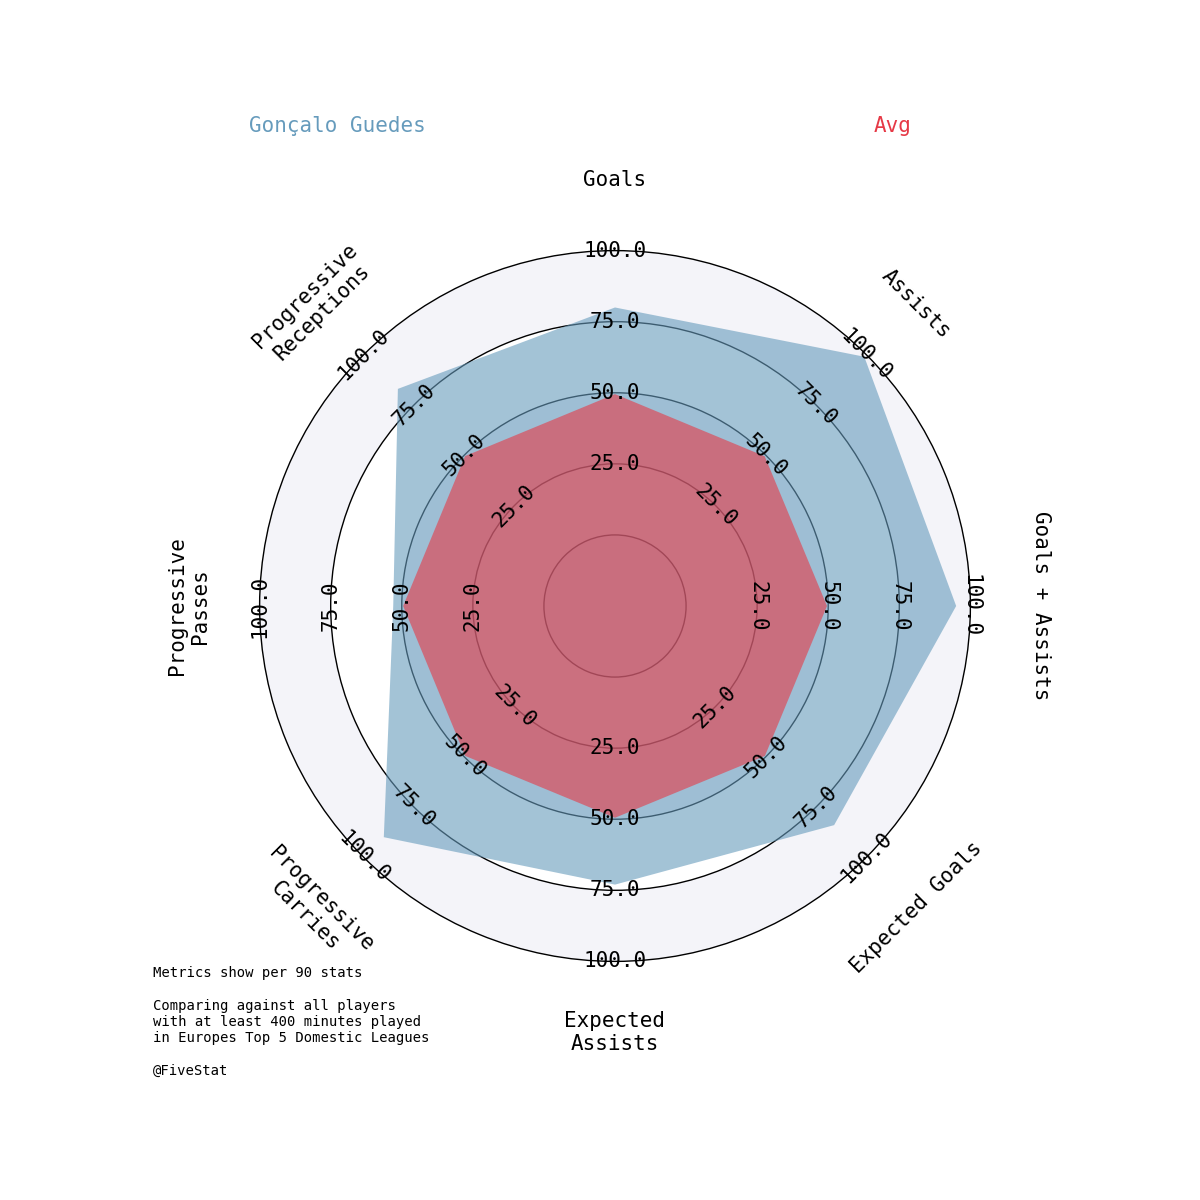 Gonçalo Guedes
Avg
Goals
Assists
Goals + Assists
Expected Goals
Expected
Assists
Progressive
Carries
Progressive
Passes
Progressive
Receptions
25.0
50.0
75.0
100.0
25.0
50.0
75.0
100.0
25.0
50.0
75.0
100.0
25.0
50.0
75.0
100.0
25.0
50.0
75.0
100.0
25.0
50.0
75.0
100.0
25.0
50.0
75.0
100.0
25.0
50.0
75.0
100.0
Metrics show per 90 stats
Comparing against all players
with at least 400 minutes played
in Europes Top 5 Domestic Leagues
@FiveStat